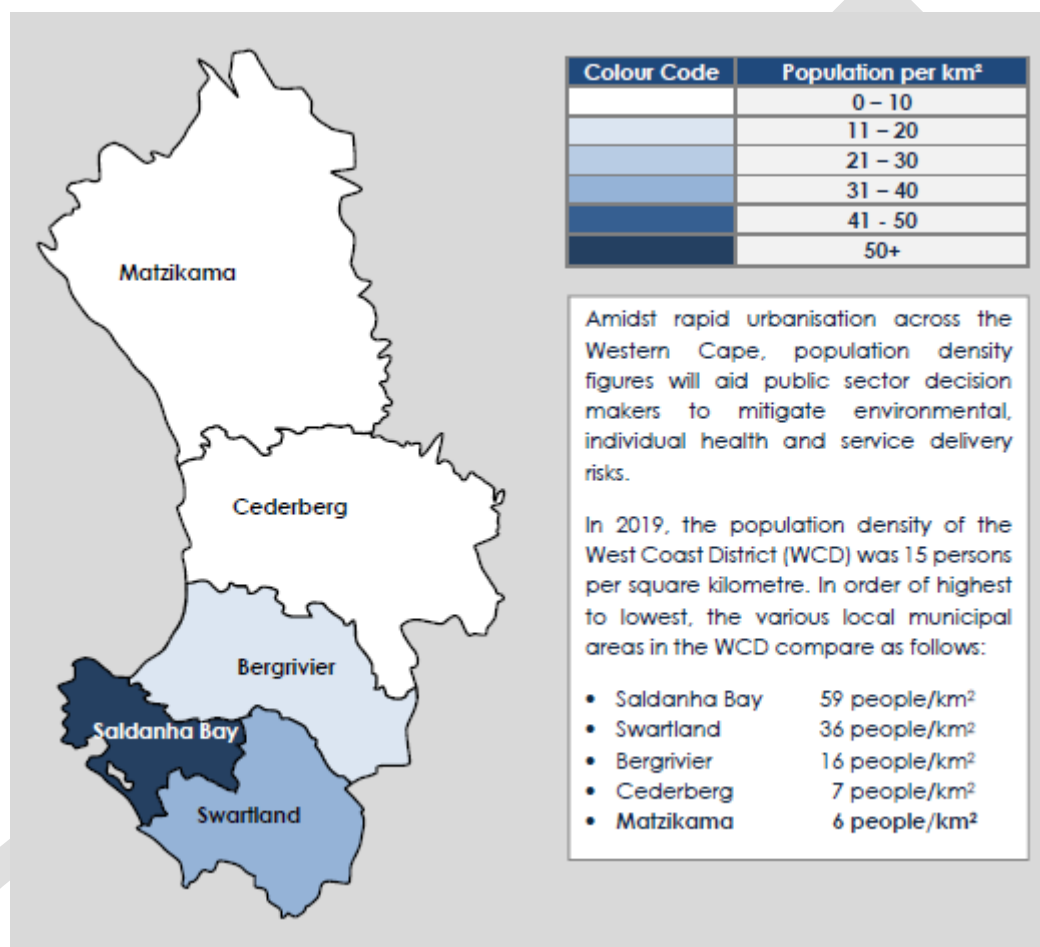 Matzikama
Cederberg
Bergrivier
Saldanha Bay
Swartland
Colour Code Population per km²
0 – 10
11 – 20
21 – 30
31 – 40
41 - 50
50+
Amidst rapid urbanisation across the
Western Cape, population density
figures will aid public sector decision
makers to mitigate environmental,
individual health and service delivery
risks.
In 2019, the population density of the
West Coast District (WCD) was 15 persons
per square kilometre. In order of highest
to lowest, the various local municipal
areas in the WCD compare as follows:
• Saldanha Bay 59 people/km²
• Swartland 36 people/km²
• Bergrivier 16 people/km²
• Cederberg 7 people/km²
• Matzikama 6 people/km²